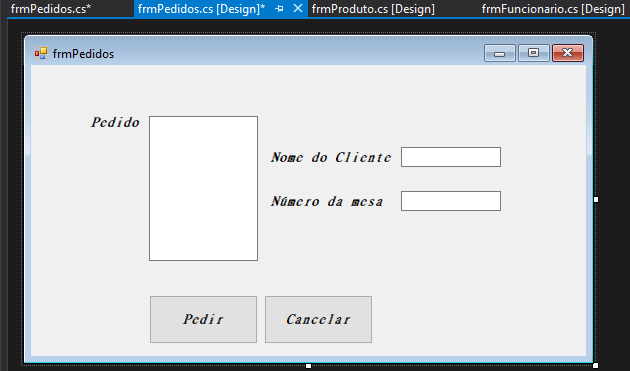 frmPedidos.cs*
frmPedidos.cs [Design]*
frmProduto.cs [Design]
frmFuncionario.cs [Design]
frmPedidos
Pedido
Nome do Cliente
Número da mesa
Pedir
Cancelar